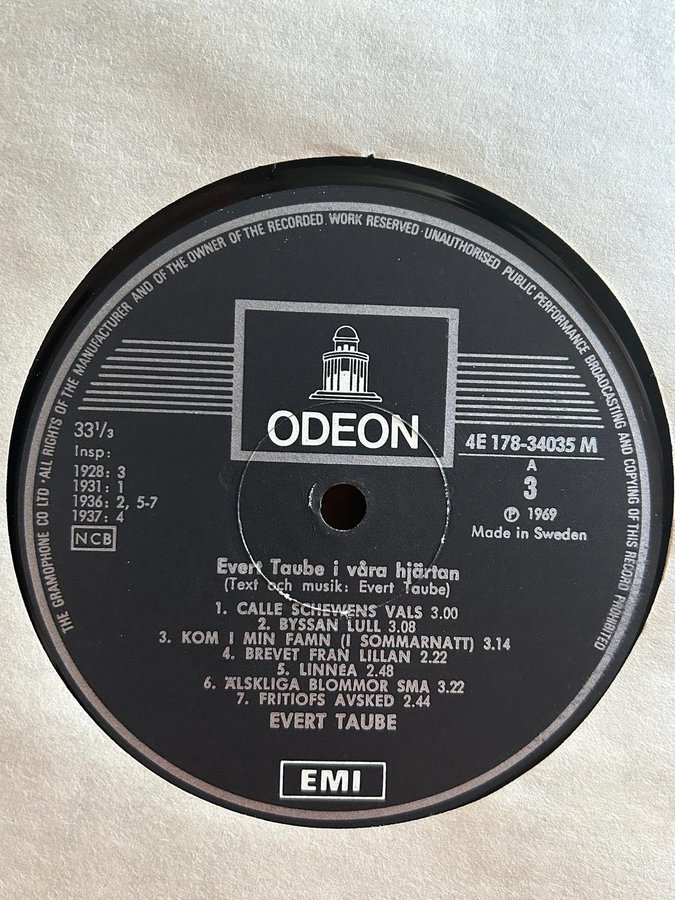 THE GRAMOPHONE CO LTD · ALL RIGHTS OF THE MANUFACTURER AND OF THE OWNER OF THE RECORDED WORK RESERVED · UNAUTHORISED PUBLIC PERFORMANCE BROADCASTING AND COPYING OF THIS RECORD PROHIBITED
ODEON
33⅓
Insp:
1928: 3
1931: 1
1936: 2, 5-7
1937: 4
NCB
4E 178-34035 M
A
3
℗ 1969
Made in Sweden
Evert Taube i våra hjärtan
(Text och musik: Evert Taube)
1. CALLE SCHEWENS VALS 3.00
2. BYSSAN LULL 3.08
3. KOM I MIN FAMN (I SOMMARNATT) 3.14
4. BREVET FRAN LILLAN 2.22
5. LINNÉA 2.48
6. ÄLSKLIGA BLOMMOR SMA 3.22
7. FRITIOFS AVSKED 2.44
EVERT TAUBE
EMI